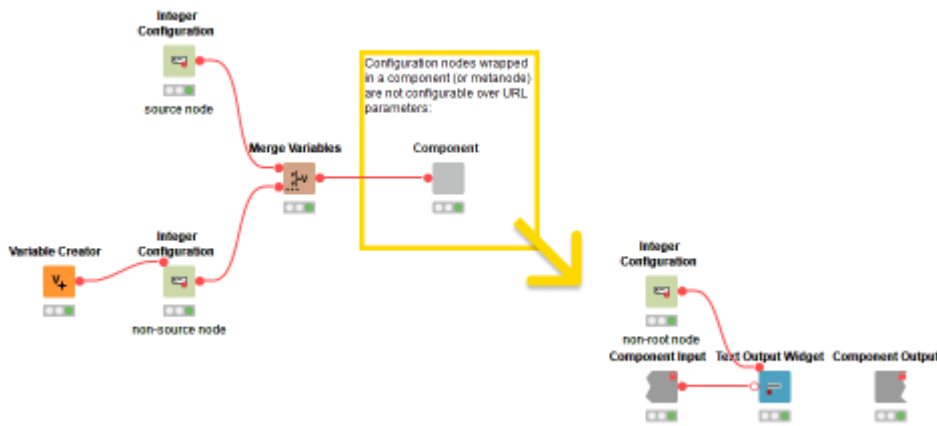 Integer
Configuration
source node
Configuration nodes wrapped
in a component (or metanode)
are not configurable over URL
parameters:
Merge Variables
Component
Variable Creator
Integer
Configuration
non-source node
Integer
Configuration
non-root node
Component Input
Text Output Widget
Component Output